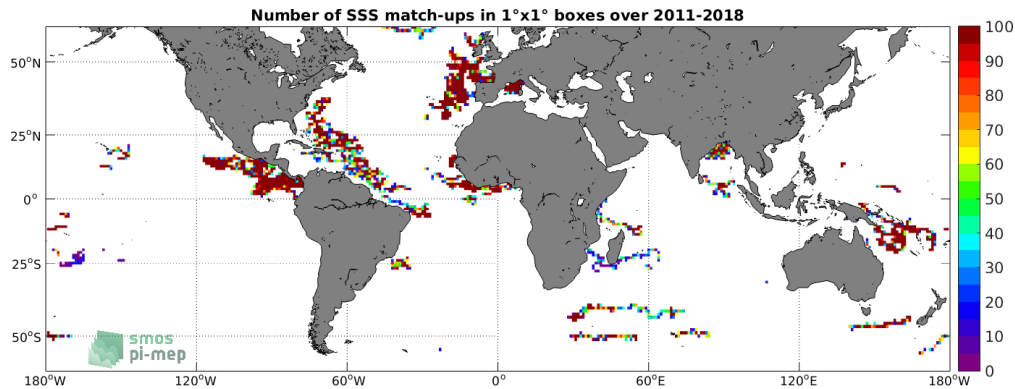 Number of SSS match-ups in 1°x1° boxes over 2011-2018
50°N
25°N
0°
25°S
50°S
180°W 120°W 60°W 0° 60°E 120°E 180°W
100
90
80
70
60
50
40
30
20
10
0
smos
pi-mep